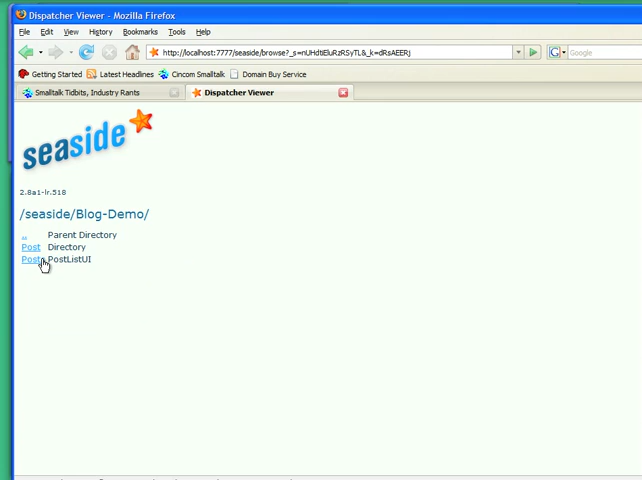 Dispatcher Viewer - Mozilla Firefox
File Edit View History Bookmarks Tools Help
http://localhost:7777/seaside/browse?_s=nUHdtEluRzRSyTL&_k=dRsAEERj
Google
Getting Started Latest Headlines Cincom Smalltalk Domain Buy Service
Smalltalk Tidbits, Industry Rants Dispatcher Viewer
seaside
2.8a1-lr.518
/seaside/Blog-Demo/
.. Parent Directory
Post Directory
PostListUI